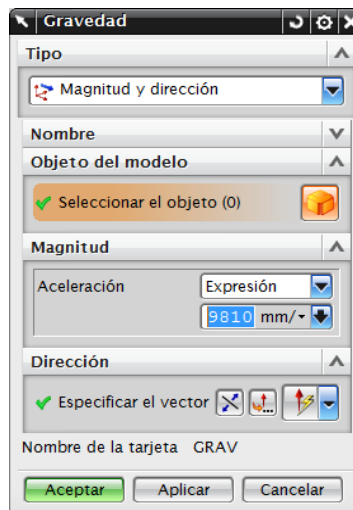 Gravedad
Tipo
Magnitud y dirección
Nombre
Objeto del modelo
Seleccionar el objeto (0)
Magnitud
Aceleración Expresión
9810 mm/
Dirección
Especificar el vector
Nombre de la tarjeta GRAV
Aceptar Aplicar Cancelar